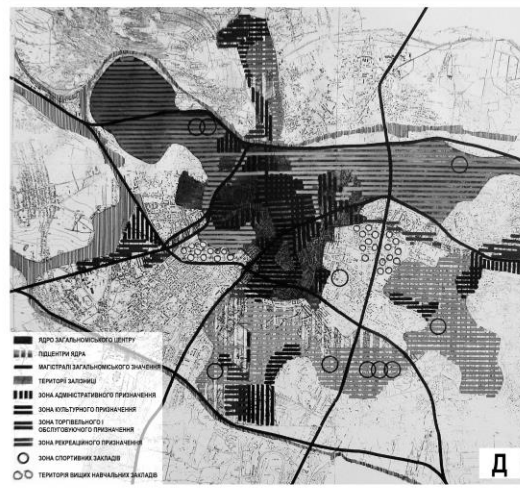 ЯДРО ЗАГАЛЬНОМІСЬКОГО ЦЕНТРУ
ПІДЦЕНТРИ ЯДРА
МАГІСТРАЛІ ЗАГАЛЬНОМІСЬКОГО ЗНАЧЕННЯ
ТЕРИТОРІЇ ЗАЛІЗНИЦІ
ЗОНА АДМІНІСТРАТИВНОГО ПРИЗНАЧЕННЯ
ЗОНА КУЛЬТУРНОГО ПРИЗНАЧЕННЯ
ЗОНА ТОРГІВЕЛЬНОГО І
ОБСЛУГОВУЮЧОГО ПРИЗНАЧЕННЯ
ЗОНА РЕКРЕАЦІЙНОГО ПРИЗНАЧЕННЯ
ЗОНА СПОРТИВНИХ ЗАКЛАДІВ
ТЕРИТОРІЯ ВИЩИХ НАВЧАЛЬНИХ ЗАКЛАДІВ
Д